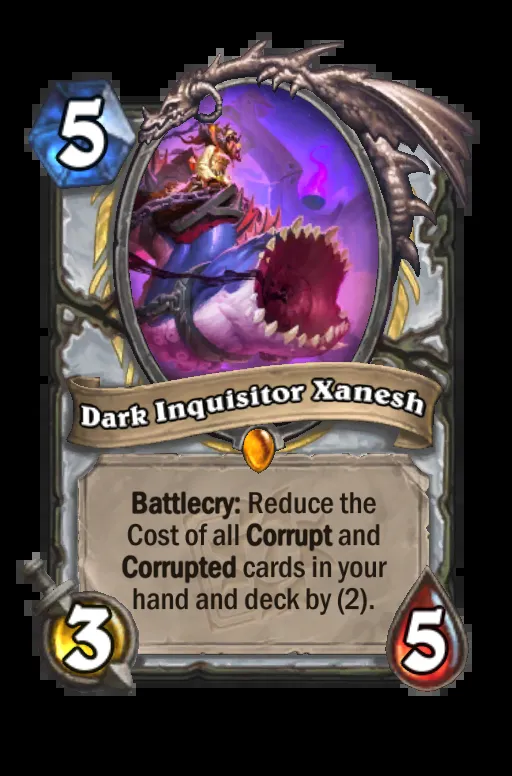 5
Dark Inquisitor Xanesh
Battlecry: Reduce the
Cost of all Corrupt and
Corrupted cards in your
hand and deck by (2).
3
5